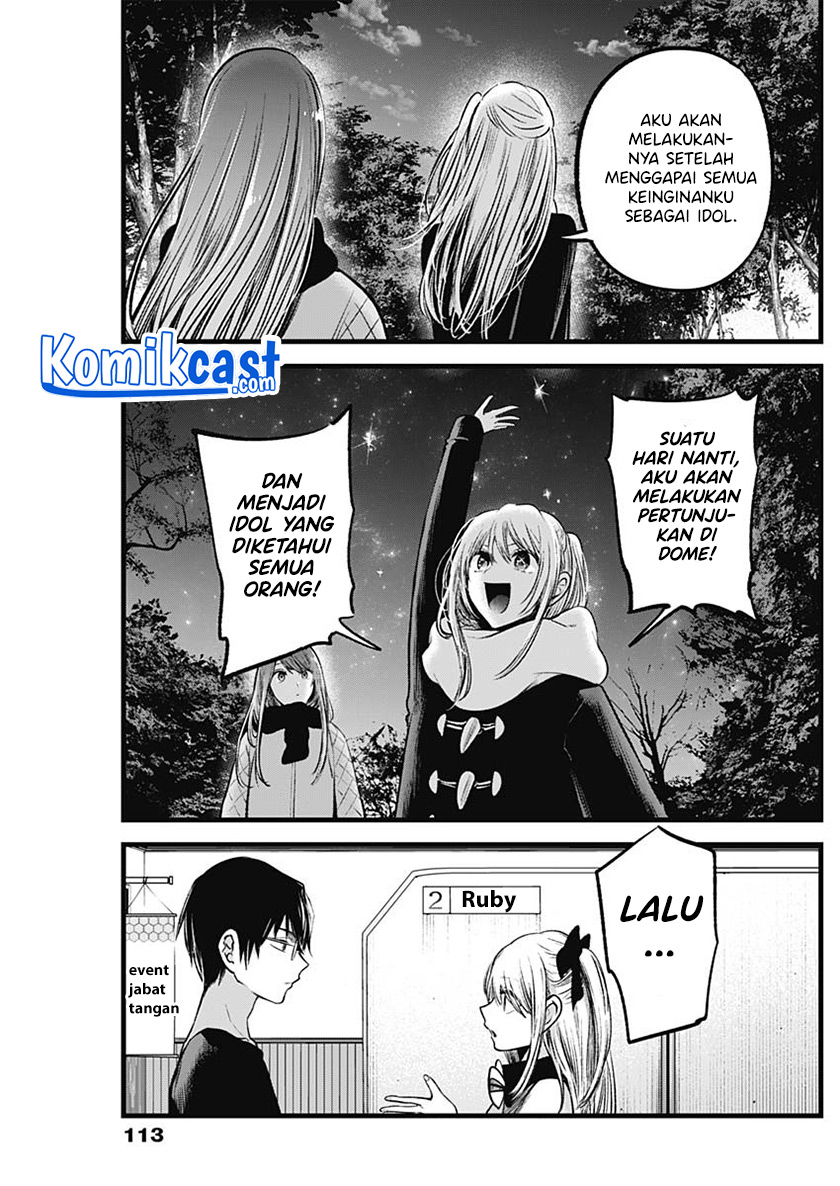 AKU AKAN
MELAKUKAN-
NYA SETELAH
MENGGAPAI SEMUA
KEINGINANKU
SEBAGAI IDOL.
Komikcast
.com
SUATU
HARI NANTI,
AKU AKAN
MELAKUKAN
PERTUNJU-
KAN DI
DOME!
DAN
MENJADI
IDOL YANG
DIKETAHUI
SEMUA
ORANG!
LALU
...
2 Ruby
event
jabat
tangan
113